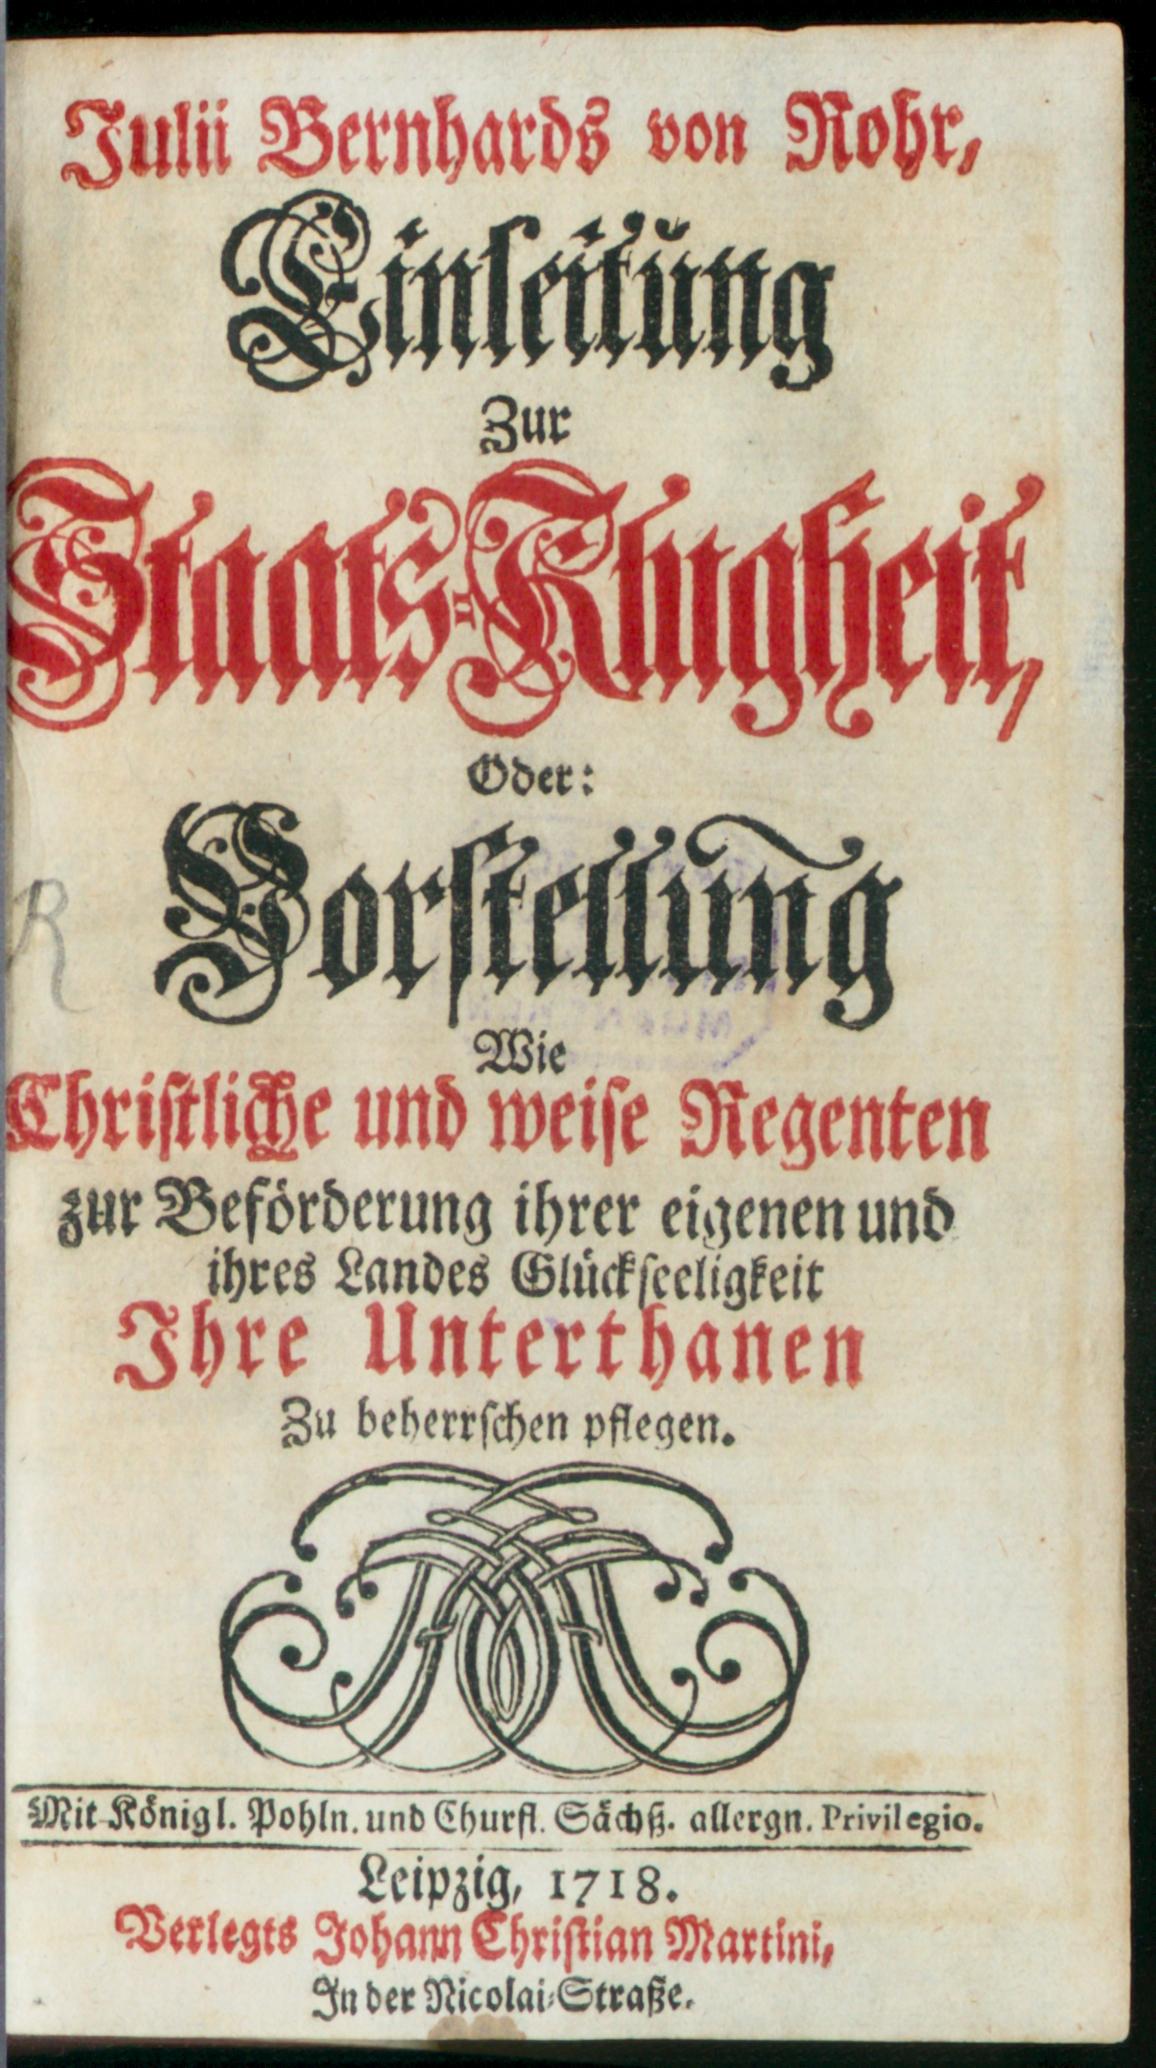 Julii Bernhards von Rohr,
Einleitung
Zur
Staats-Klugheit,
Oder:
Vorstellung
Wie
Christliche und weise Regenten
zur Beförderung ihrer eigenen und
ihres Landes Glückseeligkeit
Ihre Unterthanen
Zu beherrschen pflegen.
R
Mit Königl. Pohln. und Churfl. Sächß. allergn. Privilegio.
Leipzig, 1718.
Verlegts Johann Christian Martini,
In der Nicolai-Straße.